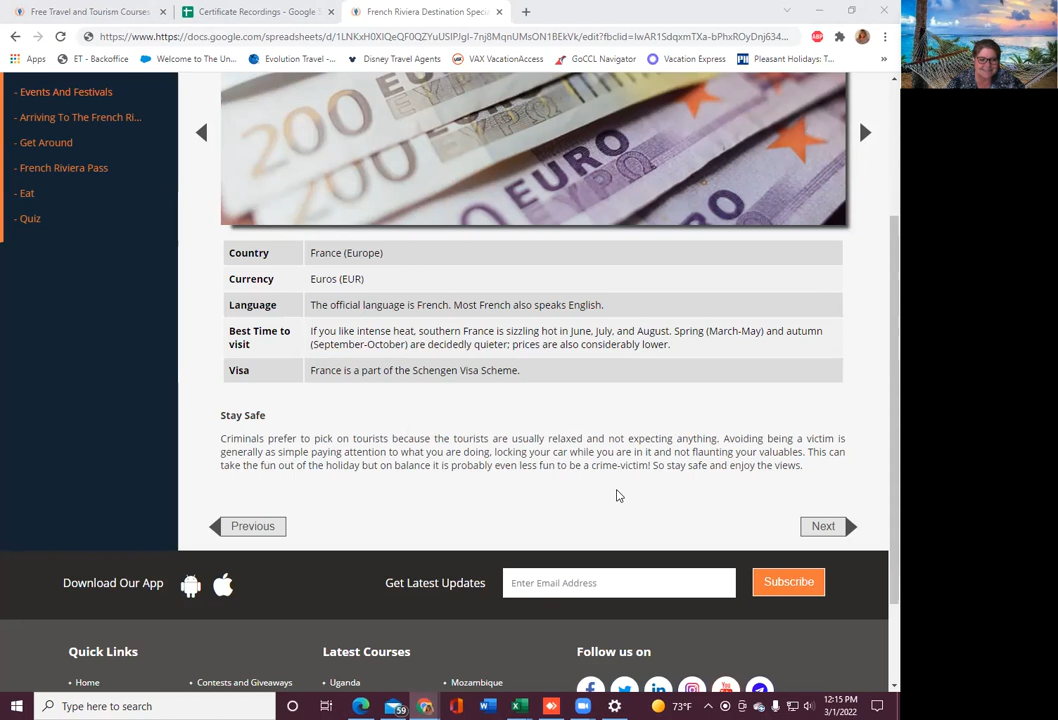 Free Travel and Tourism Courses
Certificate Recordings - Google S
French Riviera Destination Specia
https://www.https://docs.google.com/spreadsheets/d/1LNKxH0XIQeQF0QZYuUSIPJgI-7nj8MqnUMsON1BEkVk/edit?fbclid=IwAR1SdqxmTXa-bPhxROyDnj634...
ABP
Apps
ET - Backoffice
Welcome to The Un...
Evolution Travel -...
Disney Travel Agents
VAX VacationAccess
GoCCL Navigator
Vacation Express
Pleasant Holidays: T...
»
- Events And Festivals
- Arriving To The French Ri...
- Get Around
- French Riviera Pass
- Eat
- Quiz
200
200
EURO
EYPΩ
EURO
Country France (Europe)
Currency Euros (EUR)
Language The official language is French. Most French also speaks English.
Best Time to If you like intense heat, southern France is sizzling hot in June, July, and August. Spring (March-May) and autumn
visit (September-October) are decidedly quieter; prices are also considerably lower.
Visa France is a part of the Schengen Visa Scheme.
Stay Safe
Criminals prefer to pick on tourists because the tourists are usually relaxed and not expecting anything. Avoiding being a victim is
generally as simple paying attention to what you are doing, locking your car while you are in it and not flaunting your valuables. This can
take the fun out of the holiday but on balance it is probably even less fun to be a crime-victim! So stay safe and enjoy the views.
Previous
Next
Download Our App
Get Latest Updates
Enter Email Address
Subscribe
Quick Links
Latest Courses
Follow us on
• Home
• Contests and Giveaways
• Uganda
• Mozambique
Type here to search
59
73°F
12:15 PM
3/1/2022